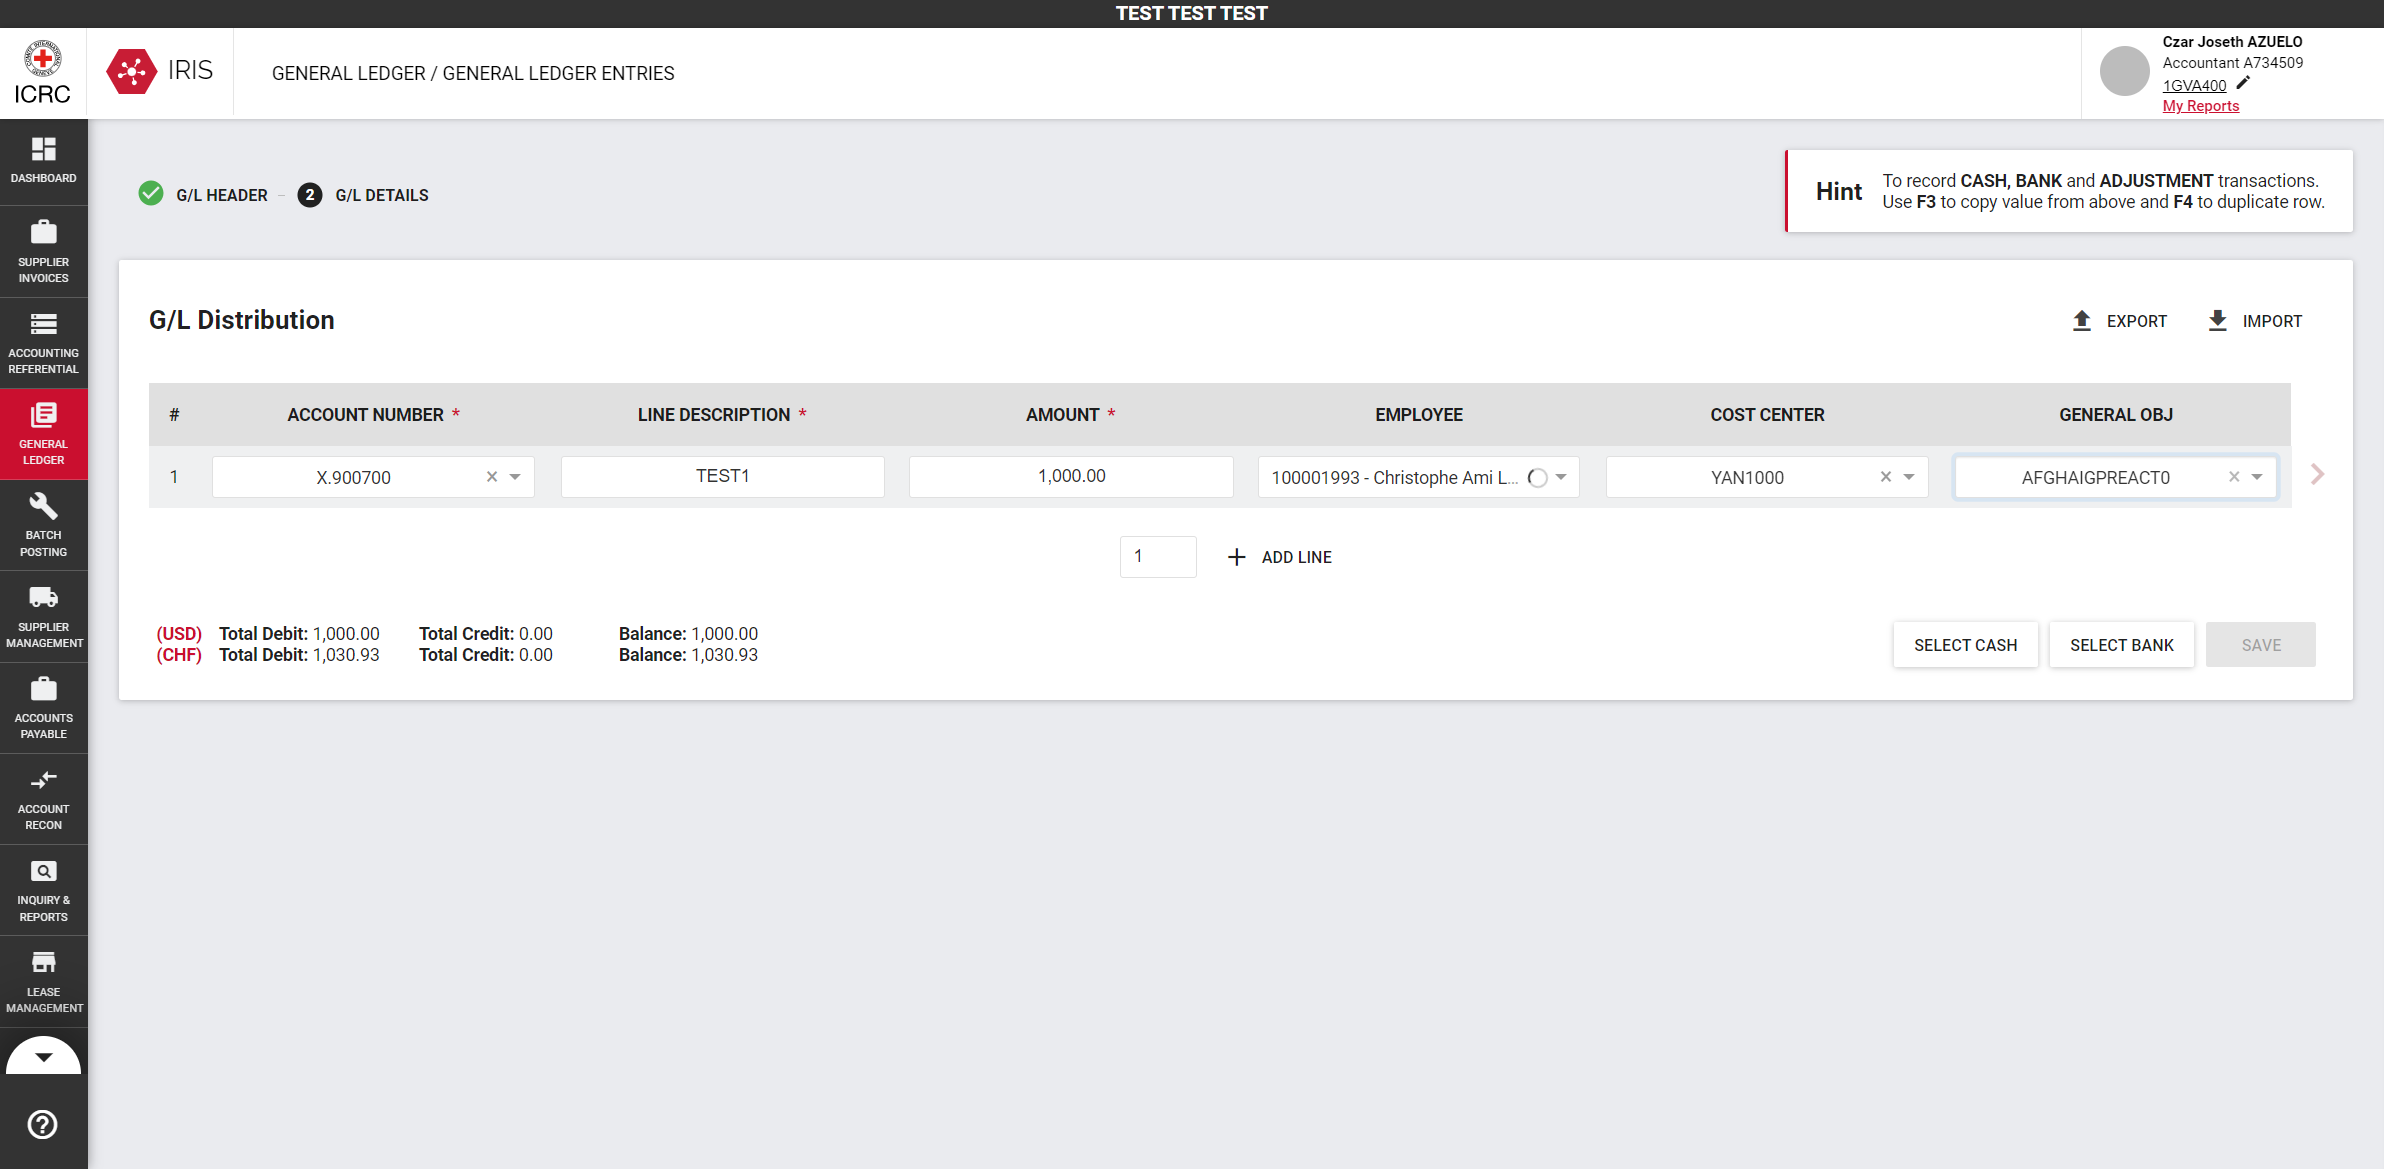 TEST TEST TEST
ICRC
IRIS
GENERAL LEDGER / GENERAL LEDGER ENTRIES
Czar Joseth AZUELO
Accountant A734509
1GVA400
My Reports
DASHBOARD
SUPPLIER
INVOICES
ACCOUNTING
REFERENTIAL
GENERAL
LEDGER
BATCH
POSTING
SUPPLIER
MANAGEMENT
ACCOUNTS
PAYABLE
ACCOUNT
RECON
INQUIRY &
REPORTS
LEASE
MANAGEMENT
G/L HEADER – 2 G/L DETAILS
Hint
To record CASH, BANK and ADJUSTMENT transactions.
Use F3 to copy value from above and F4 to duplicate row.
G/L Distribution
EXPORT IMPORT
# ACCOUNT NUMBER * LINE DESCRIPTION * AMOUNT * EMPLOYEE COST CENTER GENERAL OBJ
1 X.900700 × TEST1 1,000.00 100001993 - Christophe Ami L... YAN1000 × AFGHAIGPREACT0 ×
1 + ADD LINE
(USD) Total Debit: 1,000.00 Total Credit: 0.00 Balance: 1,000.00
(CHF) Total Debit: 1,030.93 Total Credit: 0.00 Balance: 1,030.93
SELECT CASH SELECT BANK SAVE